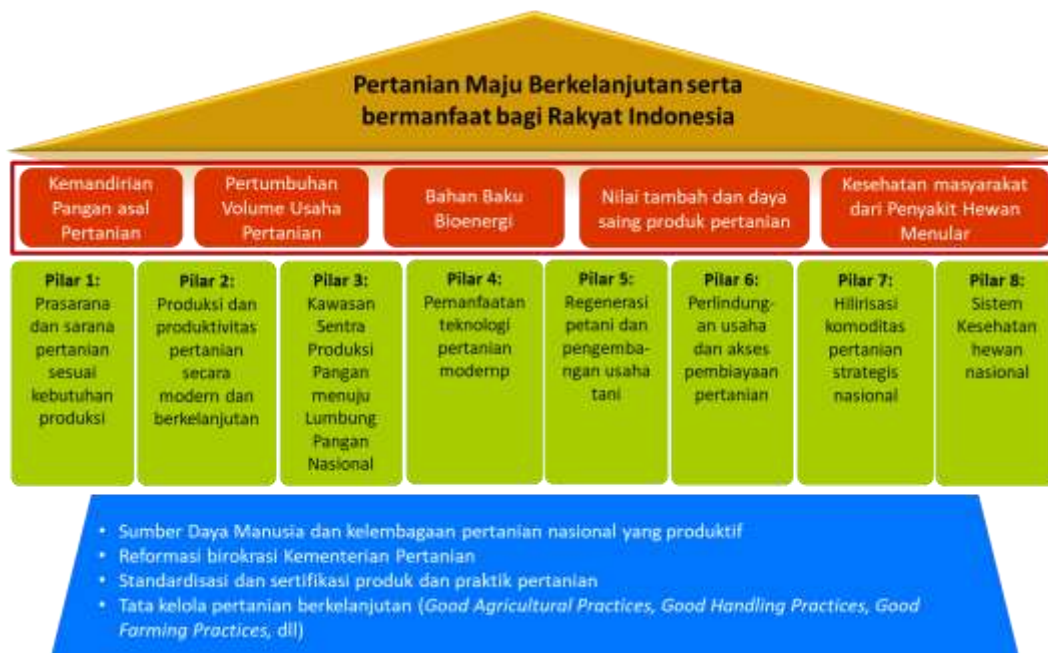 Pertanian Maju Berkelanjutan serta
bermanfaat bagi Rakyat Indonesia
Kemandirian
Pangan asal
Pertanian
Pertumbuhan
Volume Usaha
Pertanian
Bahan Baku
Bioenergi
Nilai tambah dan daya
saing produk pertanian
Kesehatan masyarakat
dari Penyakit Hewan
Menular
Pilar 1:
Prasarana
dan sarana
pertanian
sesuai
kebutuhan
produksi
Pilar 2:
Produksi dan
produktivitas
pertanian
secara
modern dan
berkelanjutan
Pilar 3:
Kawasan
Sentra
Produksi
Pangan
menuju
Lumbung
Pangan
Nasional
Pilar 4:
Pemanfaatan
teknologi
pertanian
modernp
Pilar 5:
Regenerasi
petani dan
pengemba-
ngan usaha
tani
Pilar 6:
Perlindung-
an usaha
dan akses
pembiayaan
pertanian
Pilar 7:
Hilirisasi
komoditas
pertanian
strategis
nasional
Pilar 8:
Sistem
Kesehatan
hewan
nasional
• Sumber Daya Manusia dan kelembagaan pertanian nasional yang produktif
• Reformasi birokrasi Kementerian Pertanian
• Standardisasi dan sertifikasi produk dan praktik pertanian
• Tata kelola pertanian berkelanjutan (Good Agricultural Practices, Good Handling Practices, Good
Farming Practices, dll)